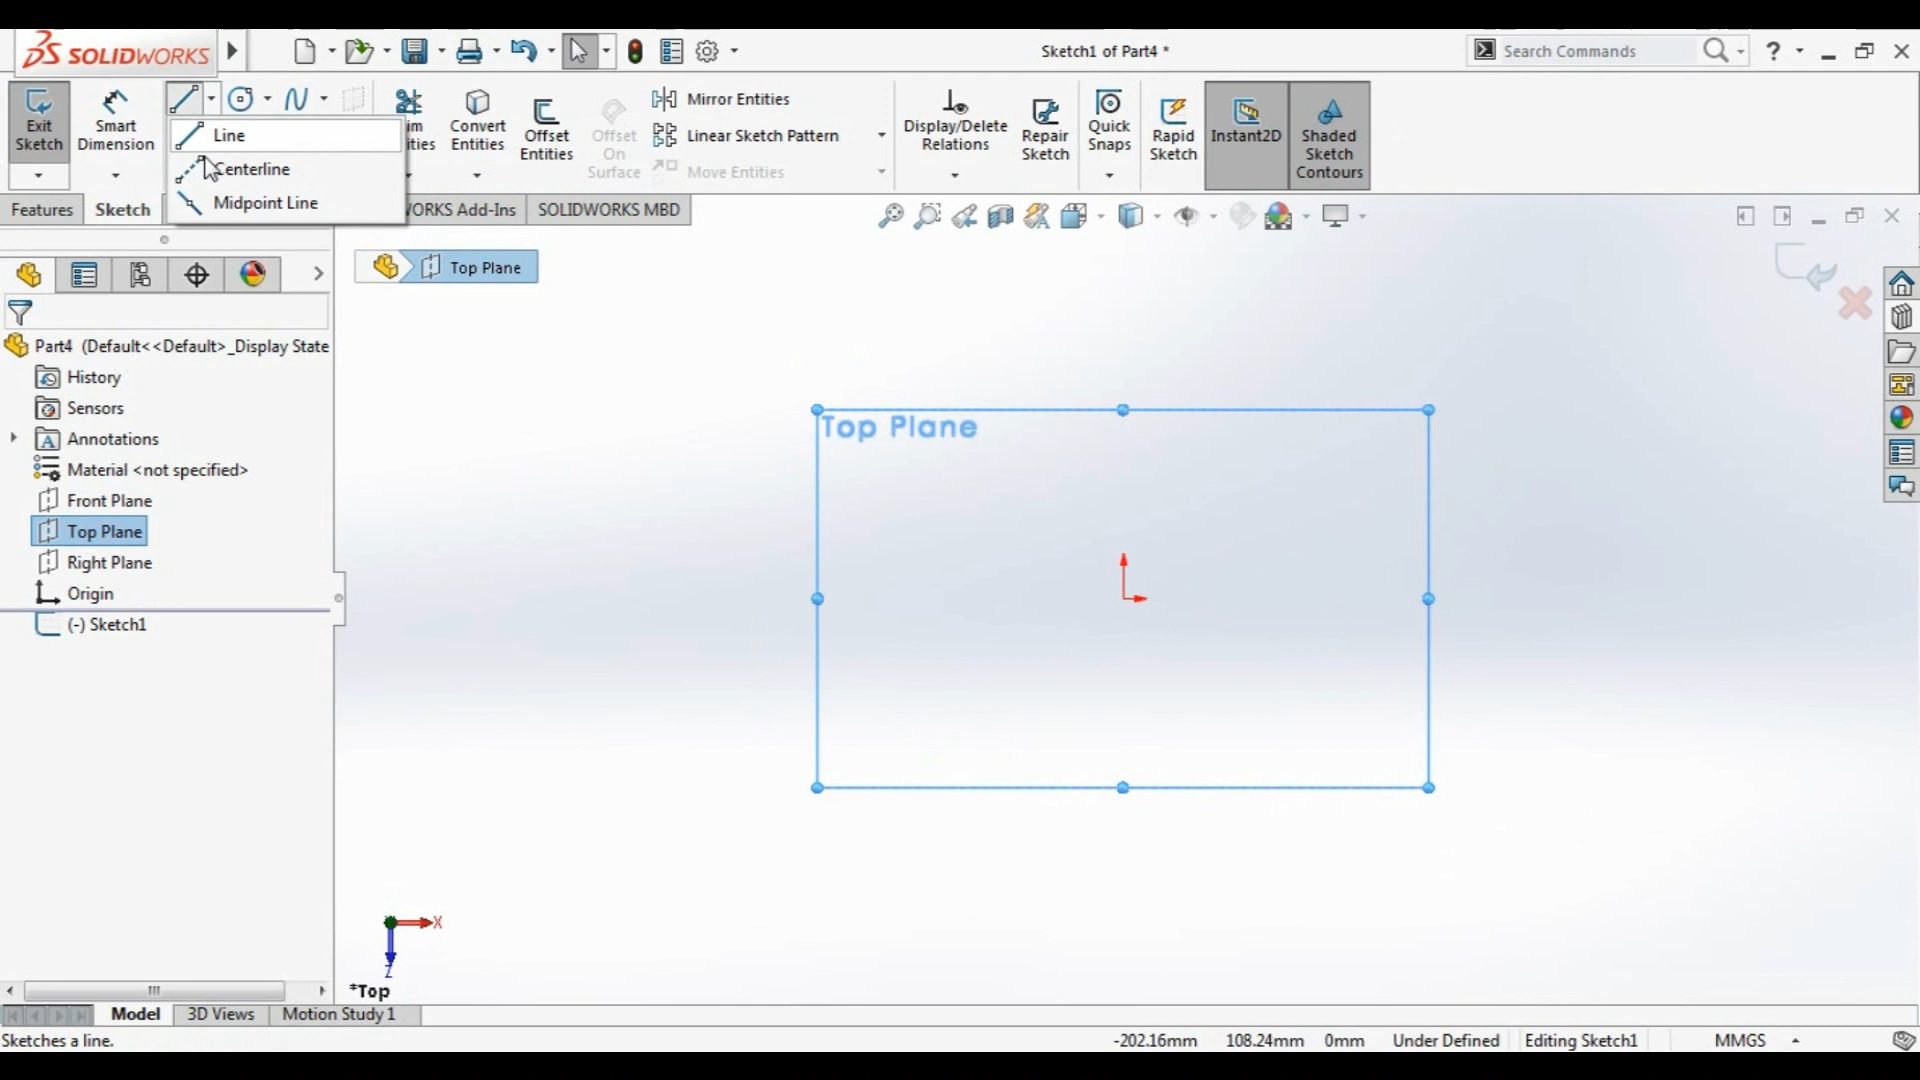 SOLIDWORKS
Sketch1 of Part4 *
Search Commands
?
Exit Sketch
Smart Dimension
Line
Centerline
Midpoint Line
Convert Entities
Offset Entities
Offset On Surface
Mirror Entities
Linear Sketch Pattern
Move Entities
Display/Delete Relations
Repair Sketch
Quick Snaps
Rapid Sketch
Instant2D
Shaded Sketch Contours
Features
Sketch
SOLIDWORKS MBD
Top Plane
Part4 (Default<<Default>_Display State
History
Sensors
Annotations
Material <not specified>
Front Plane
Top Plane
Right Plane
Origin
(-) Sketch1
Top Plane
X
Z
*Top
Model
3D Views
Motion Study 1
Sketches a line.
-202.16mm
108.24mm
0mm
Under Defined
Editing Sketch1
MMGS